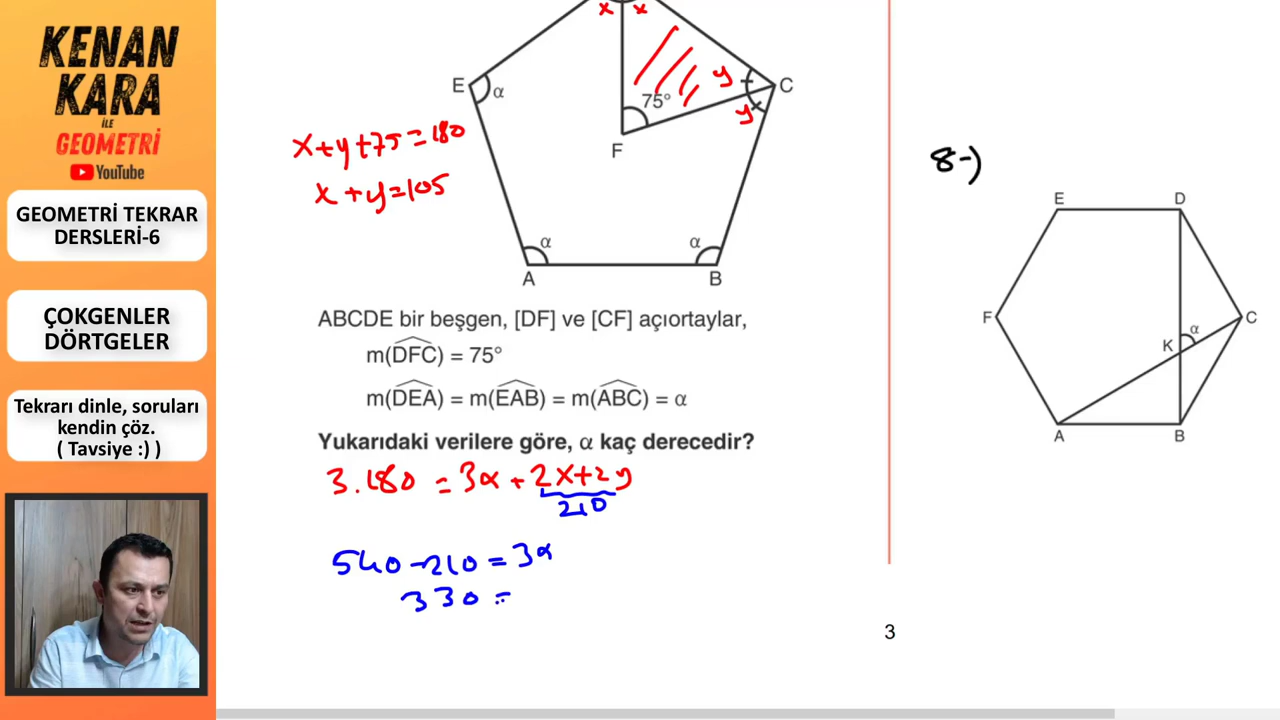 KENAN
KARA
İLE
GEOMETRİ
YouTube
GEOMETRİ TEKRAR
DERSLERİ-6
ÇOKGENLER
DÖRTGELER
Tekrarı dinle, soruları
kendin çöz.
( Tavsiye :) )
x x
E α
y
C
75°
y
F
x+y+75=180
x+y=105
α α
A B
ABCDE bir beşgen, [DF] ve [CF] açıortaylar,
m(DFC) = 75°
m(DEA) = m(EAB) = m(ABC) = α
Yukarıdaki verilere göre, α kaç derecedir?
3.180 = 3α + 2x+2y
210
540-210 = 3α
330 =
3
8-)
E D
F C
K α
A B